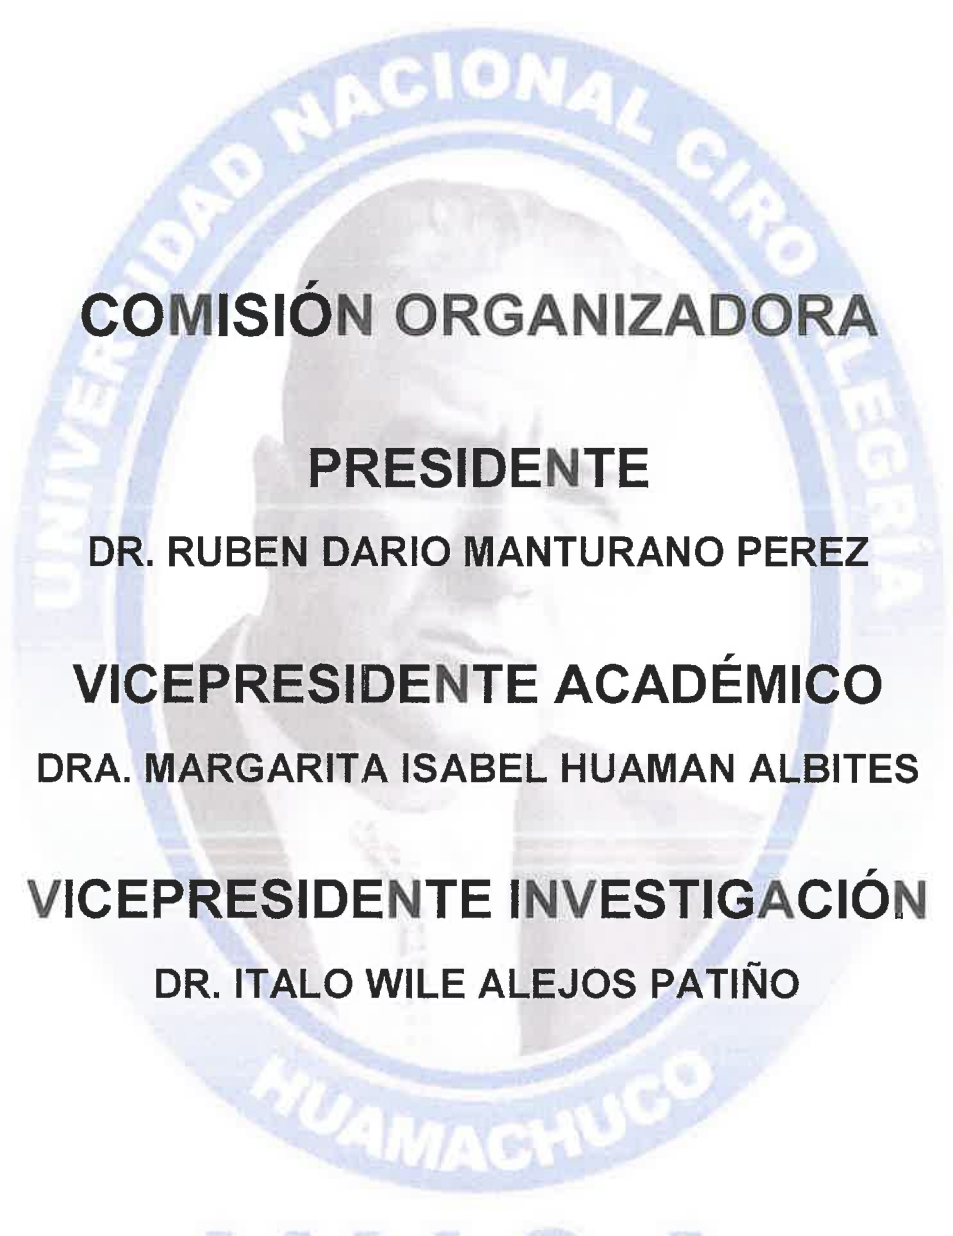 UNIVERSIDAD NACIONAL CIRO ALEGRÍA
COMISIÓN ORGANIZADORA
PRESIDENTE
DR. RUBEN DARIO MANTURANO PEREZ
VICEPRESIDENTE ACADÉMICO
DRA. MARGARITA ISABEL HUAMAN ALBITES
VICEPRESIDENTE INVESTIGACIÓN
DR. ITALO WILE ALEJOS PATIÑO
HUAMACHUCO